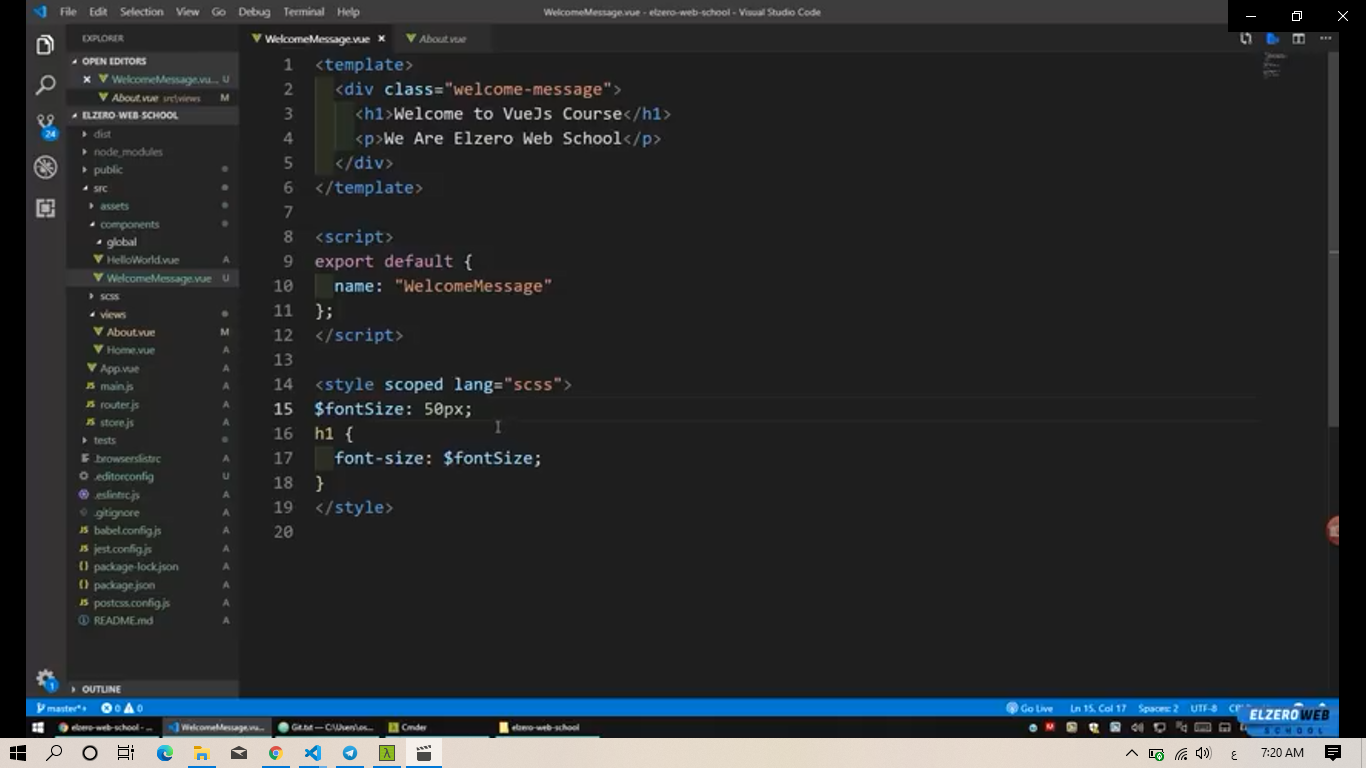 File Edit Selection View Go Debug Terminal Help
WelcomeMessage.vue - elzero-web-school - Visual Studio Code
EXPLORER
OPEN EDITORS
WelcomeMessage.vu... U
About.vue src\views M
ELZERO-WEB-SCHOOL
dist
node_modules
public
src
assets
components
global
HelloWorld.vue A
WelcomeMessage.vue U
scss
views
About.vue M
Home.vue A
App.vue A
main.js A
router.js A
store.js A
tests
.browserslistrc A
.editorconfig U
.eslintrc.js A
.gitignore A
babel.config.js A
jest.config.js A
package-lock.json A
package.json A
postcss.config.js A
README.md A
OUTLINE
24
1
WelcomeMessage.vue About.vue
1 <template>
2 <div class="welcome-message">
3 <h1>Welcome to VueJs Course</h1>
4 <p>We Are Elzero Web School</p>
5 </div>
6 </template>
7
8 <script>
9 export default {
10 name: "WelcomeMessage"
11 };
12 </script>
13
14 <style scoped lang="scss">
15 $fontSize: 50px;
16 h1 {
17 font-size: $fontSize;
18 }
19 </style>
20
master*+ 0 0 Go Live Ln 15, Col 17 Spaces: 2 UTF-8
ELZERO WEB
SCHOOL
elzero-web-school - ... WelcomeMessage.vu... Git.txt — C:\Users\os... Cmder elzero-web-school
ع 7:20 AM